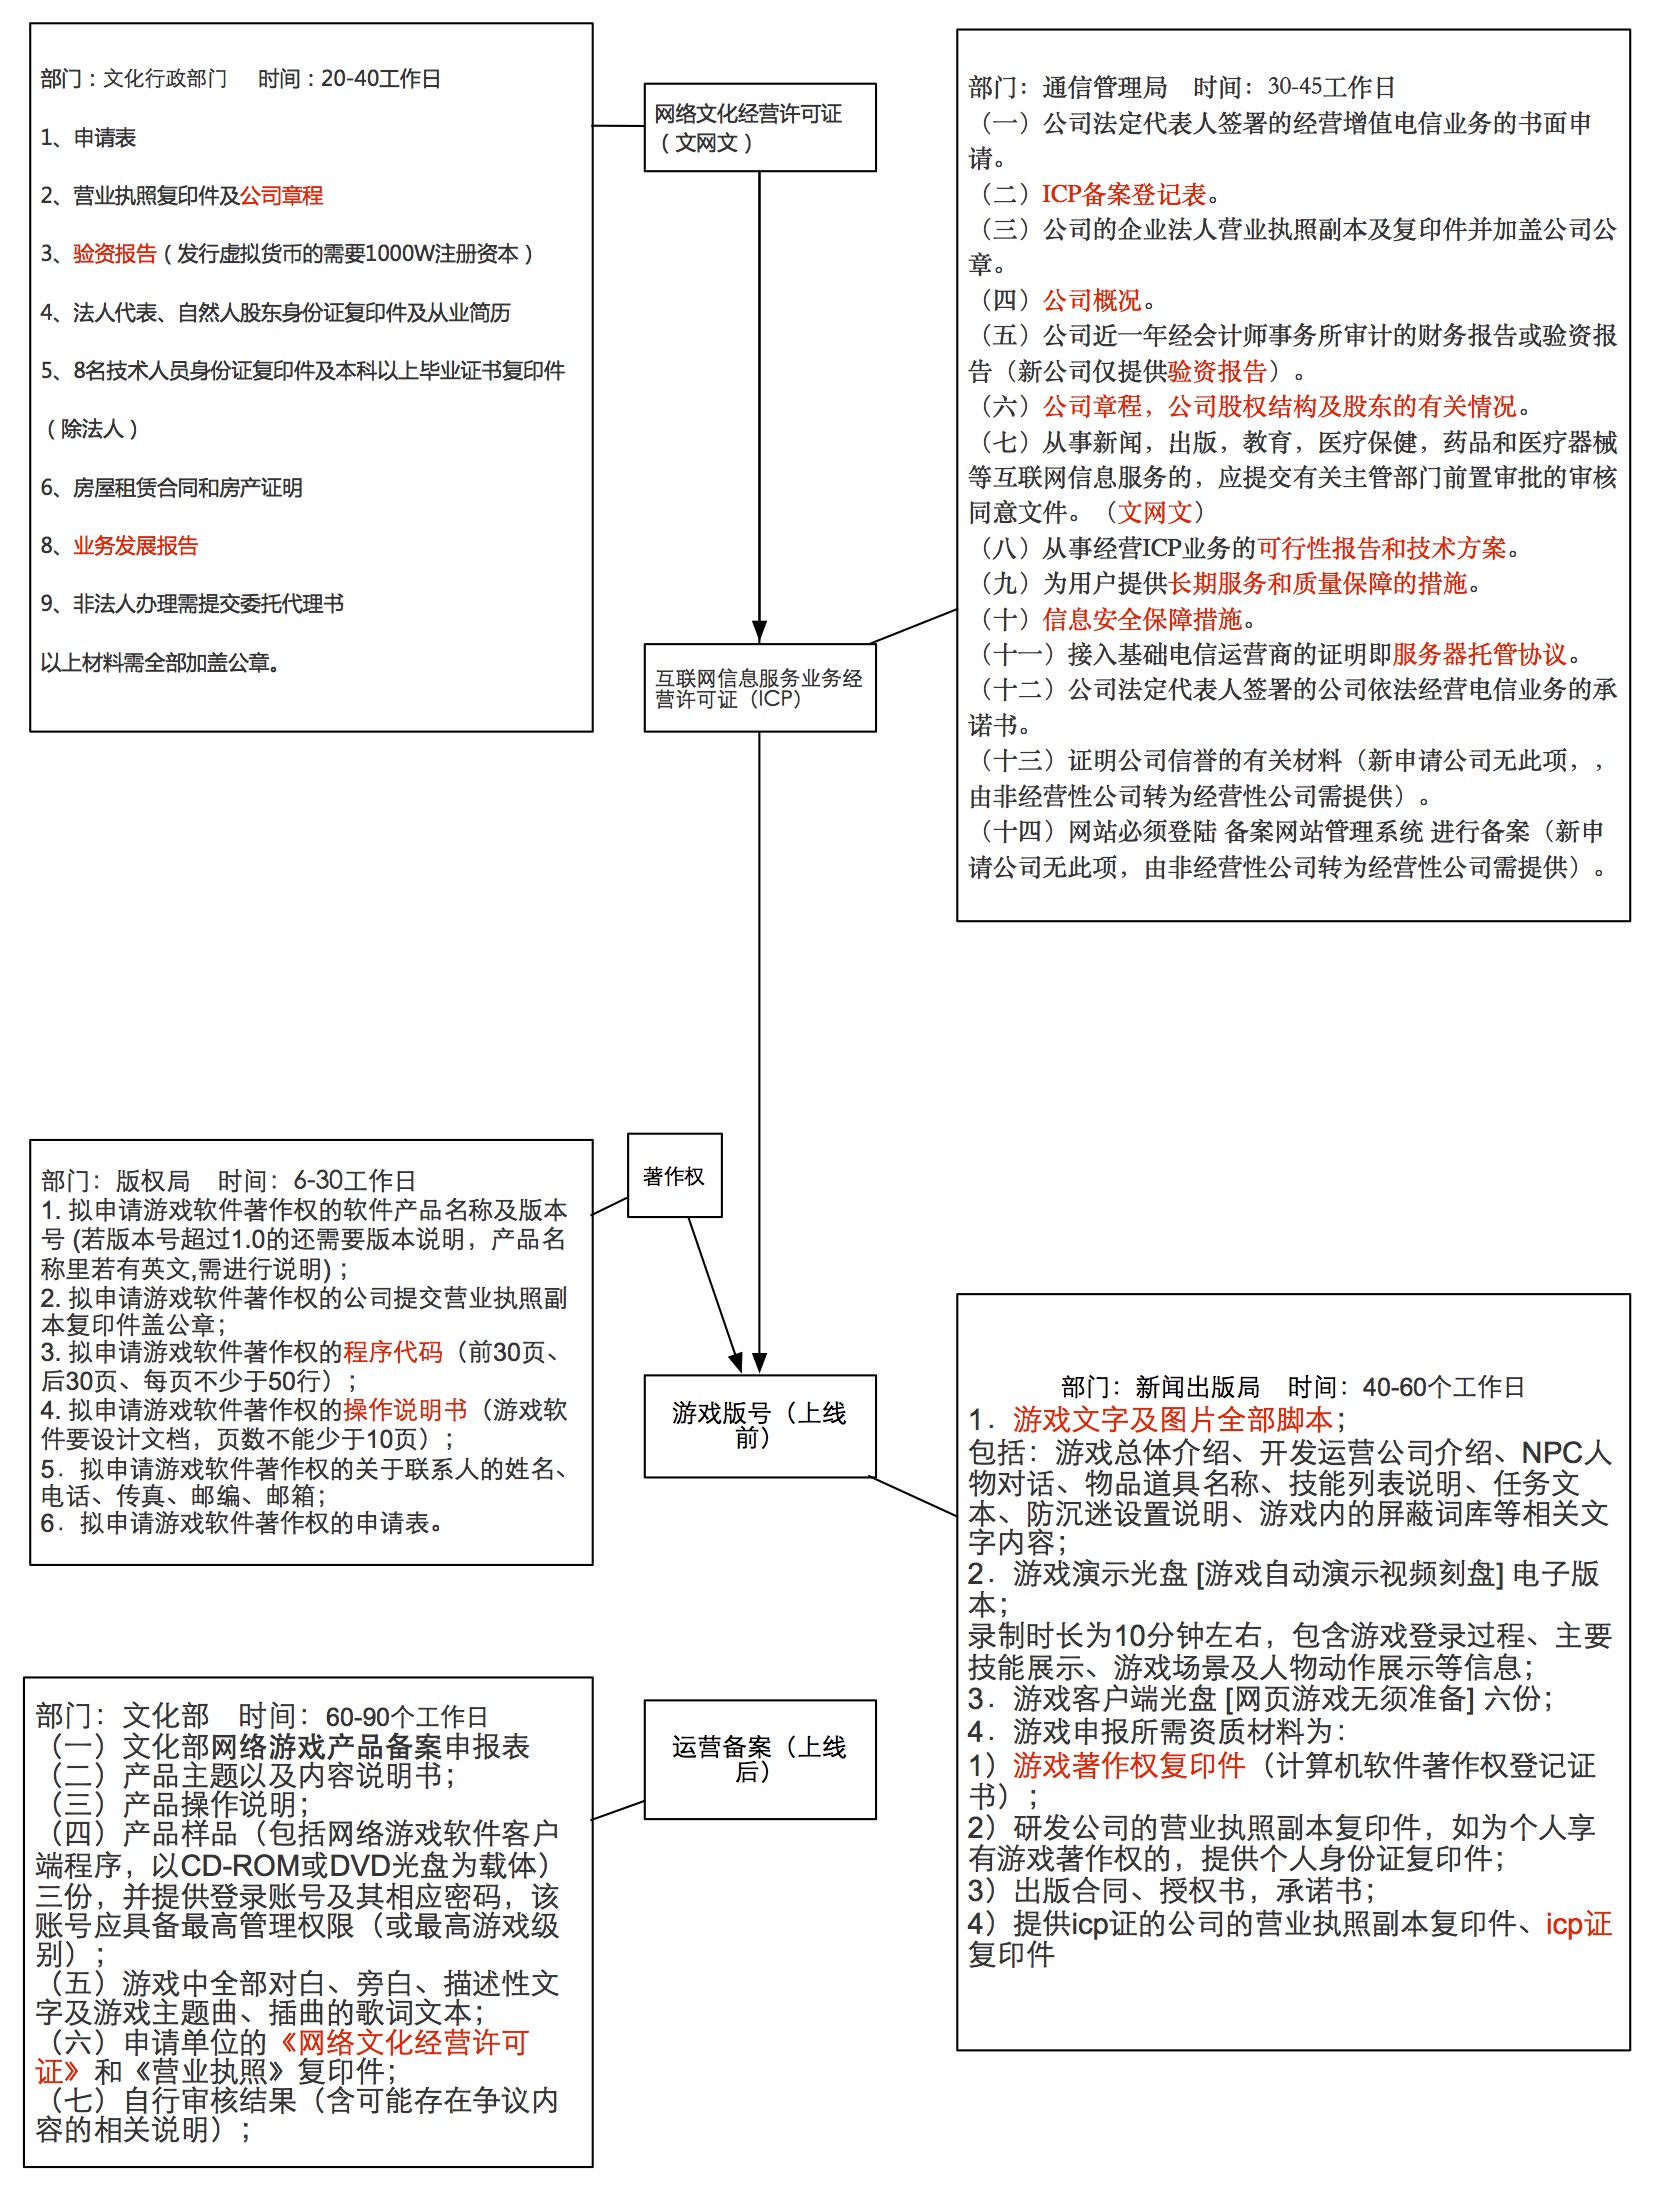 部门：文化行政部门 时间：20-40工作日
1、申请表
2、营业执照复印件及公司章程
3、验资报告（发行虚拟货币的需要1000W注册资本）
4、法人代表、自然人股东身份证复印件及从业简历
5、8名技术人员身份证复印件及本科以上毕业证书复印件
（除法人）
6、房屋租赁合同和房产证明
8、业务发展报告
9、非法人办理需提交委托代理书
以上材料需全部加盖公章。
网络文化经营许可证
（文网文）
部门：通信管理局 时间：30-45工作日
（一）公司法定代表人签署的经营增值电信业务的书面申
请。
（二）ICP备案登记表。
（三）公司的企业法人营业执照副本及复印件并加盖公司公
章。
（四）公司概况。
（五）公司近一年经会计师事务所审计的财务报告或验资报
告（新公司仅提供验资报告）。
（六）公司章程，公司股权结构及股东的有关情况。
（七）从事新闻，出版，教育，医疗保健，药品和医疗器械
等互联网信息服务的，应提交有关主管部门前置审批的审核
同意文件。（文网文）
（八）从事经营ICP业务的可行性报告和技术方案。
（九）为用户提供长期服务和质量保障的措施。
（十）信息安全保障措施。
（十一）接入基础电信运营商的证明即服务器托管协议。
（十二）公司法定代表人签署的公司依法经营电信业务的承
诺书。
（十三）证明公司信誉的有关材料（新申请公司无此项，，
由非经营性公司转为经营性公司需提供）。
（十四）网站必须登陆 备案网站管理系统 进行备案（新申
请公司无此项，由非经营性公司转为经营性公司需提供）。
互联网信息服务业务经
营许可证（ICP）
著作权
部门：版权局 时间：6-30工作日
1. 拟申请游戏软件著作权的软件产品名称及版本
号 (若版本号超过1.0的还需要版本说明，产品名
称里若有英文,需进行说明)；
2. 拟申请游戏软件著作权的公司提交营业执照副
本复印件盖公章；
3. 拟申请游戏软件著作权的程序代码（前30页、
后30页、每页不少于50行）；
4. 拟申请游戏软件著作权的操作说明书（游戏软
件要设计文档，页数不能少于10页）；
5．拟申请游戏软件著作权的关于联系人的姓名、
电话、传真、邮编、邮箱；
6．拟申请游戏软件著作权的申请表。
游戏版号（上线
前）
部门：新闻出版局 时间：40-60个工作日
1．游戏文字及图片全部脚本；
包括：游戏总体介绍、开发运营公司介绍、NPC人
物对话、物品道具名称、技能列表说明、任务文
本、防沉迷设置说明、游戏内的屏蔽词库等相关文
字内容；
2．游戏演示光盘 [游戏自动演示视频刻盘] 电子版
本；
录制时长为10分钟左右，包含游戏登录过程、主要
技能展示、游戏场景及人物动作展示等信息；
3．游戏客户端光盘 [网页游戏无须准备] 六份；
4．游戏申报所需资质材料为：
1）游戏著作权复印件（计算机软件著作权登记证
书）；
2）研发公司的营业执照副本复印件，如为个人享
有游戏著作权的，提供个人身份证复印件；
3）出版合同、授权书，承诺书；
4）提供icp证的公司的营业执照副本复印件、icp证
复印件
部门：文化部 时间：60-90个工作日
（一）文化部网络游戏产品备案申报表
（二）产品主题以及内容说明书；
（三）产品操作说明；
（四）产品样品（包括网络游戏软件客户
端程序，以CD-ROM或DVD光盘为载体）
三份，并提供登录账号及其相应密码，该
账号应具备最高管理权限（或最高游戏级
别）；
（五）游戏中全部对白、旁白、描述性文
字及游戏主题曲、插曲的歌词文本；
（六）申请单位的《网络文化经营许可
证》和《营业执照》复印件；
（七）自行审核结果（含可能存在争议内
容的相关说明）；
运营备案（上线
后）